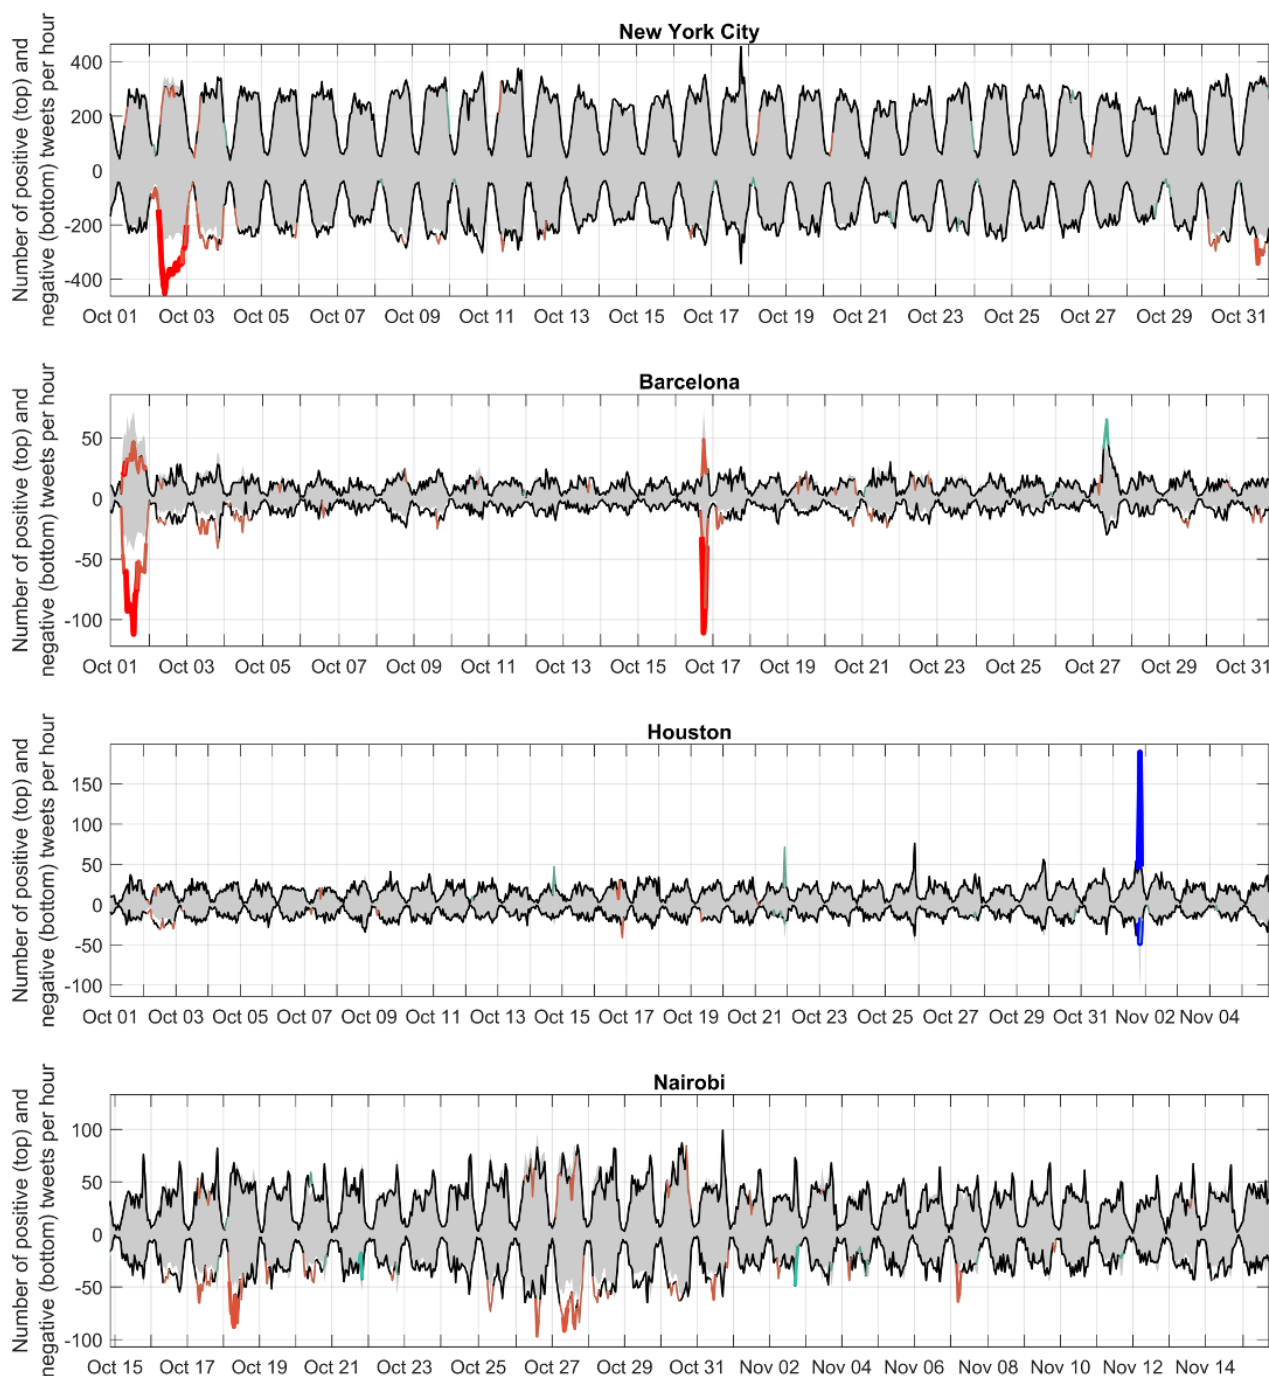 New York City
Number of positive (top) and
negative (bottom) tweets per hour
400
200
0
-200
-400
Oct 01 Oct 03 Oct 05 Oct 07 Oct 09 Oct 11 Oct 13 Oct 15 Oct 17 Oct 19 Oct 21 Oct 23 Oct 25 Oct 27 Oct 29 Oct 31
Barcelona
Number of positive (top) and
negative (bottom) tweets per hour
50
0
-50
-100
Oct 01 Oct 03 Oct 05 Oct 07 Oct 09 Oct 11 Oct 13 Oct 15 Oct 17 Oct 19 Oct 21 Oct 23 Oct 25 Oct 27 Oct 29 Oct 31
Houston
Number of positive (top) and
negative (bottom) tweets per hour
150
100
50
0
-50
-100
Oct 01 Oct 03 Oct 05 Oct 07 Oct 09 Oct 11 Oct 13 Oct 15 Oct 17 Oct 19 Oct 21 Oct 23 Oct 25 Oct 27 Oct 29 Oct 31 Nov 02 Nov 04
Nairobi
Number of positive (top) and
negative (bottom) tweets per hour
100
50
0
-50
-100
Oct 15 Oct 17 Oct 19 Oct 21 Oct 23 Oct 25 Oct 27 Oct 29 Oct 31 Nov 02 Nov 04 Nov 06 Nov 08 Nov 10 Nov 12 Nov 14